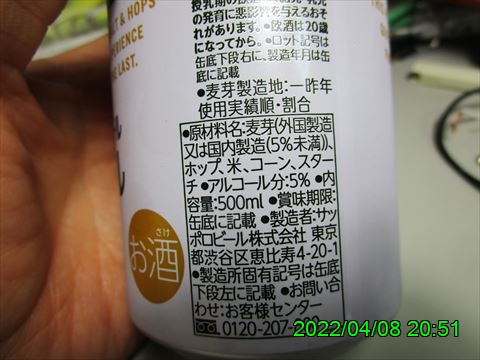 授乳期の飲酒は
の発育に悪影響を与えるおそ
れがあります。●飲酒は20歳
になってから。●ロット記号は
缶底下段右に、製造年月は缶
底に記載
●麦芽製造地:一昨年
使用実績順・割合
●原材料名:麦芽(外国製造
又は国内製造(5%未満))、
ホップ、米、コーン、スター
チ●アルコール分:5% ●内
容量:500ml ●賞味期限:
缶底に記載 ●製造者:サッ
ポロビール株式会社 東京
都渋谷区恵比寿4-20-1
●製造所固有記号は缶底
下段左に記載 ●お問い合
わせ:お客様センター
0120-207-
& HOPS
PERIENCE
THE LAST.
さけ
お酒
2022/04/08 20:51